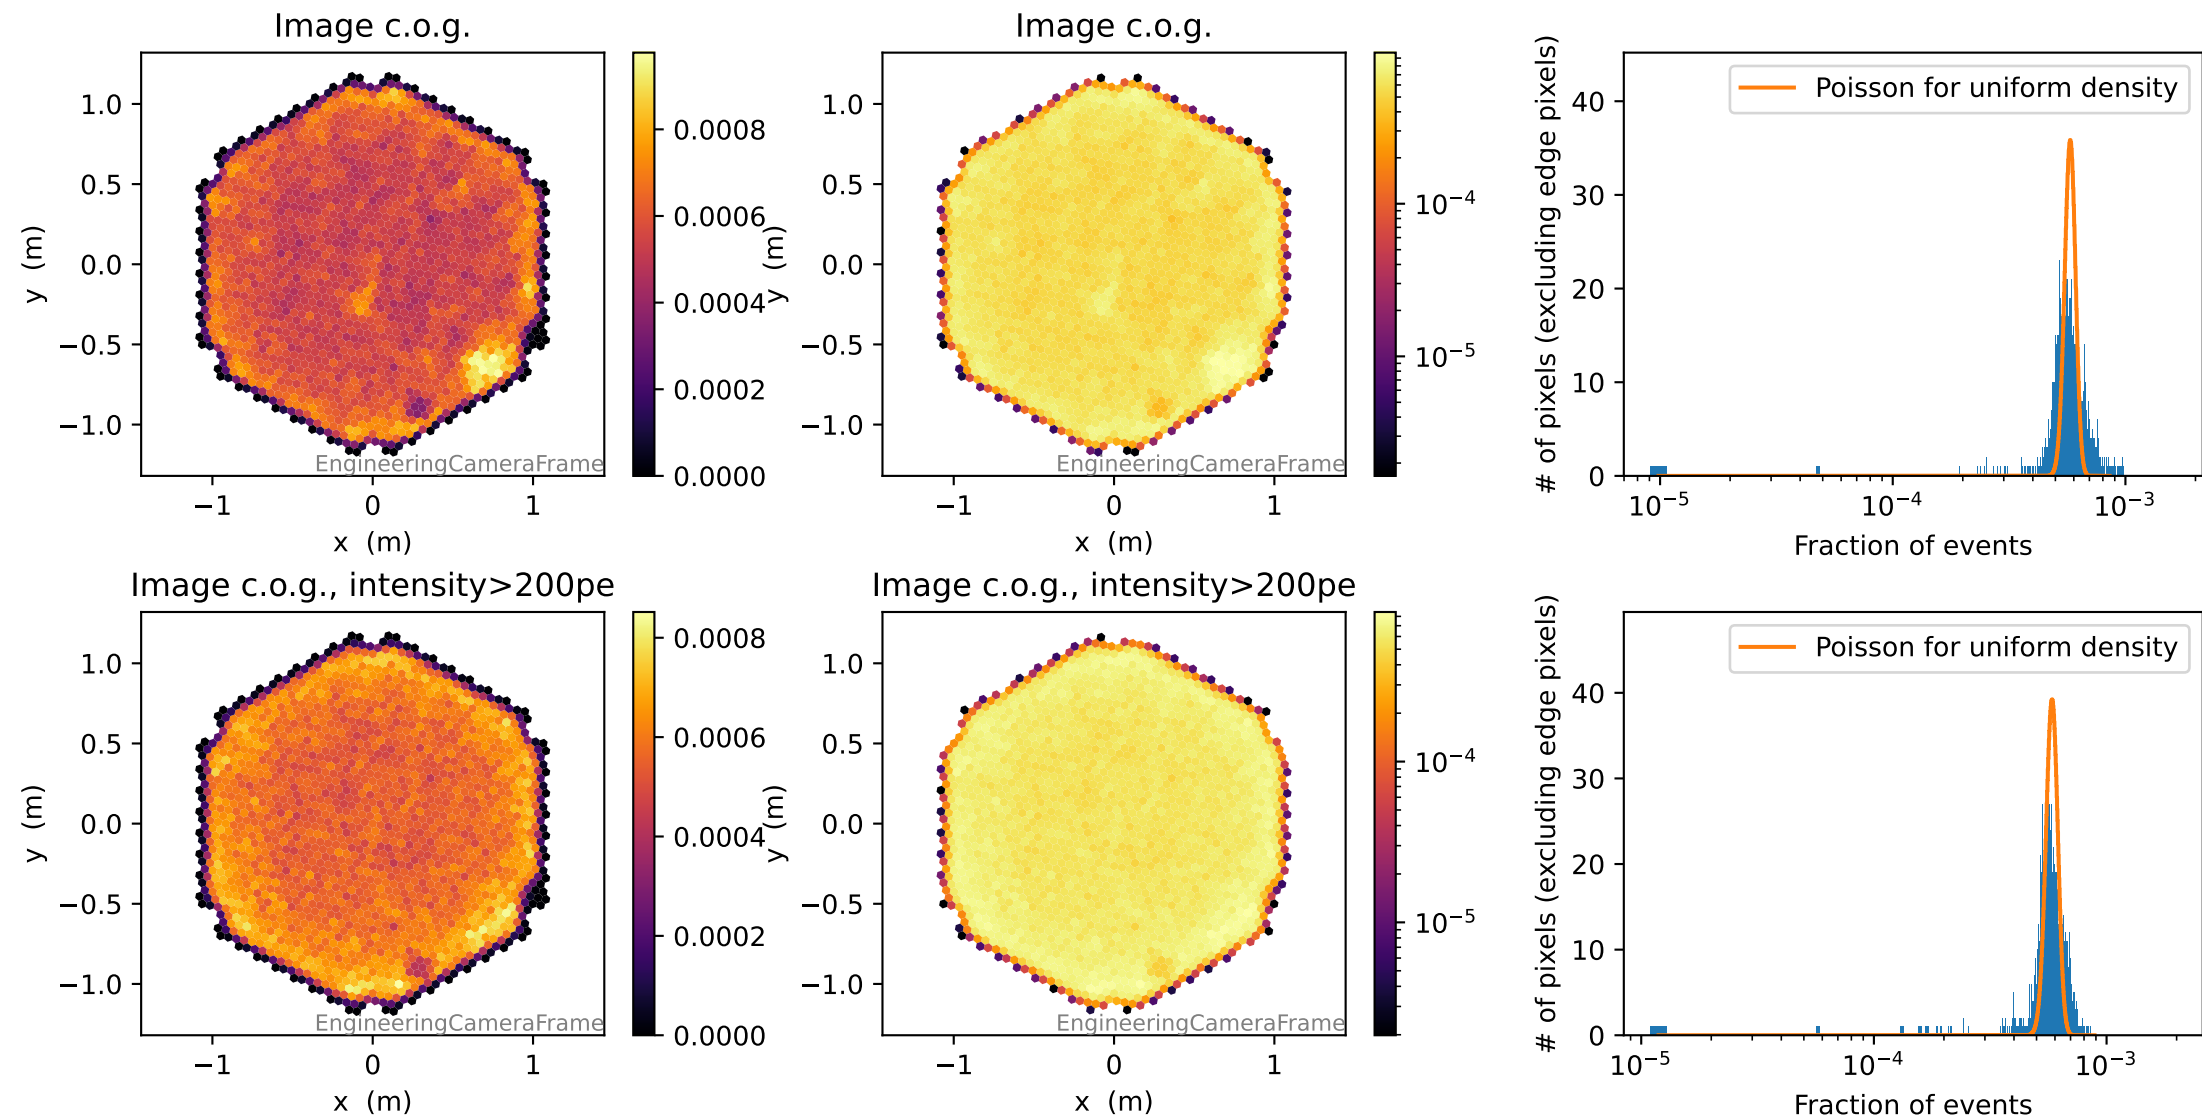 Image c.o.g.
1.0
0.5
0.0
−0.5
−1.0
y (m)
−1
0
1
x (m)
EngineeringCameraFrame
0.0008
0.0006
0.0004
0.0002
0.0000
Image c.o.g.
1.0
0.5
0.0
−0.5
−1.0
y (m)
−1
0
1
x (m)
EngineeringCameraFrame
10⁻⁴
10⁻⁵
# of pixels (excluding edge pixels)
40
30
20
10
0
Poisson for uniform density
10⁻⁵
10⁻⁴
10⁻³
Fraction of events
Image c.o.g., intensity>200pe
1.0
0.5
0.0
−0.5
−1.0
y (m)
−1
0
1
x (m)
EngineeringCameraFrame
0.0008
0.0006
0.0004
0.0002
0.0000
Image c.o.g., intensity>200pe
1.0
0.5
0.0
−0.5
−1.0
y (m)
−1
0
1
x (m)
EngineeringCameraFrame
10⁻⁴
10⁻⁵
# of pixels (excluding edge pixels)
40
30
20
10
0
Poisson for uniform density
10⁻⁵
10⁻⁴
10⁻³
Fraction of events